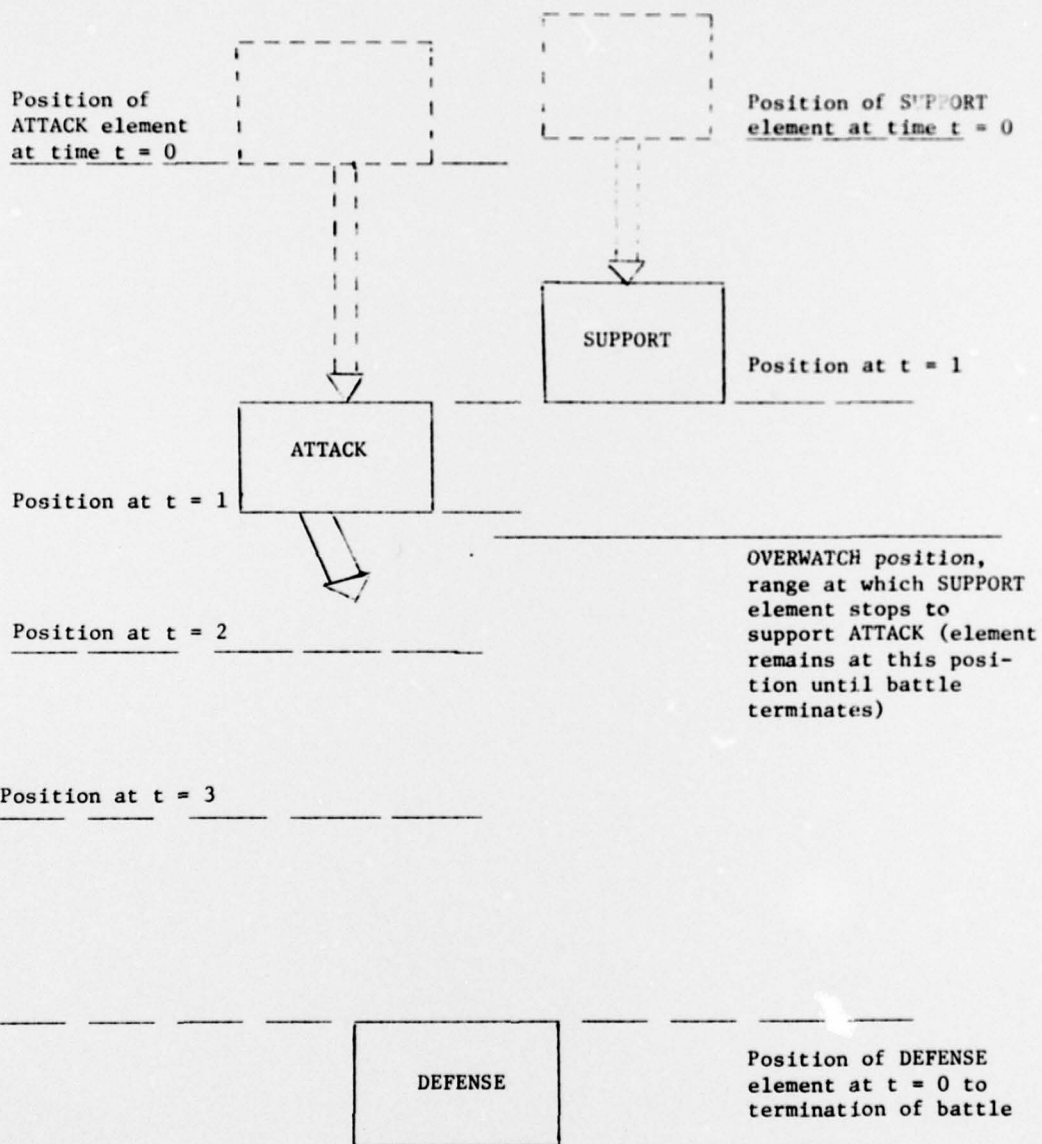 Position of
ATTACK element
at time t = 0
Position of SUPPORT
element at time t = 0
SUPPORT
Position at t = 1
ATTACK
Position at t = 1
OVERWATCH position,
range at which SUPPORT
element stops to
support ATTACK (element
remains at this posi-
tion until battle
terminates)
Position at t = 2
Position at t = 3
DEFENSE
Position of DEFENSE
element at t = 0 to
termination of battle